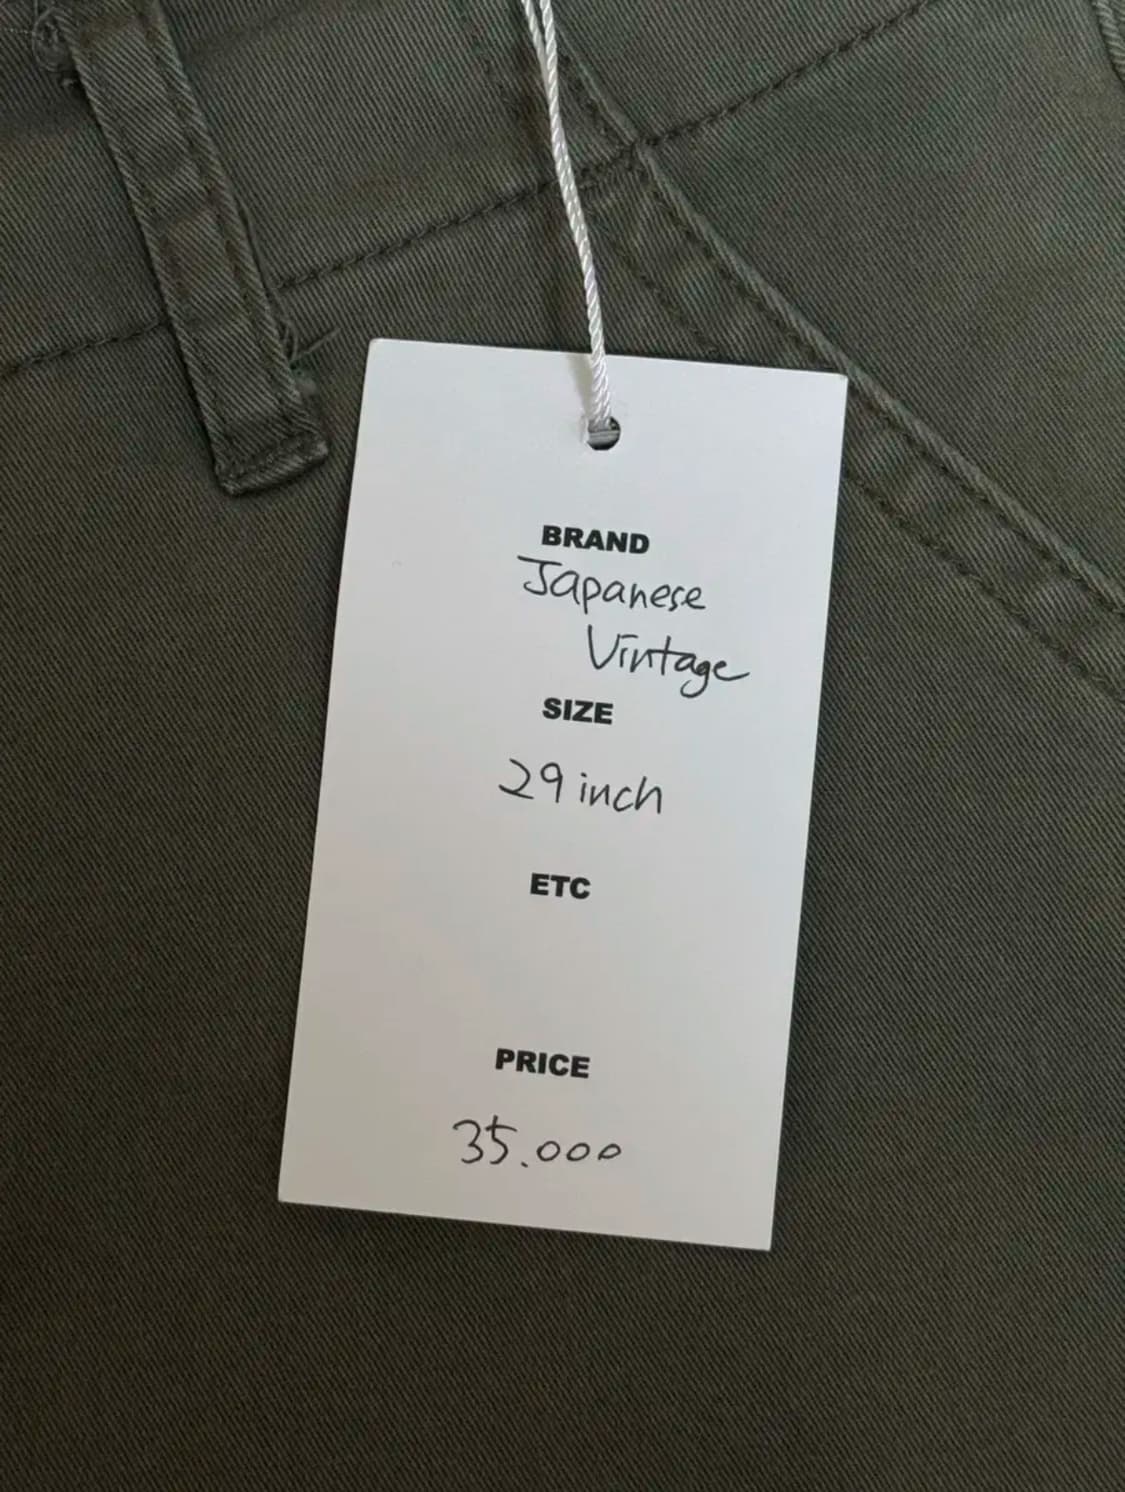 BRAND
Japanese
Vintage
SIZE
29 inch
ETC
PRICE
35.000